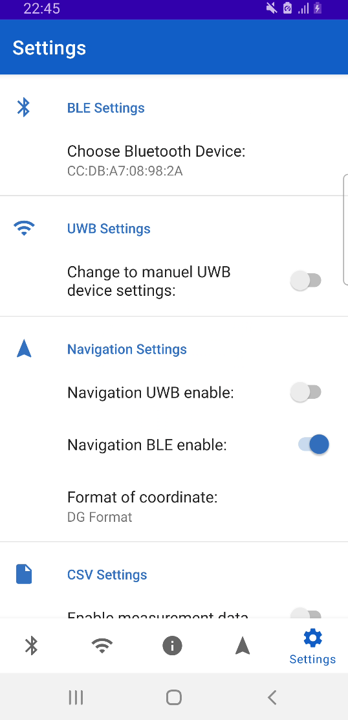 22:45
Settings
BLE Settings
Choose Bluetooth Device:
CC:DB:A7:08:98:2A
UWB Settings
Change to manuel UWB
device settings:
Navigation Settings
Navigation UWB enable:
Navigation BLE enable:
Format of coordinate:
DG Format
CSV Settings
Enable measurement data
Settings